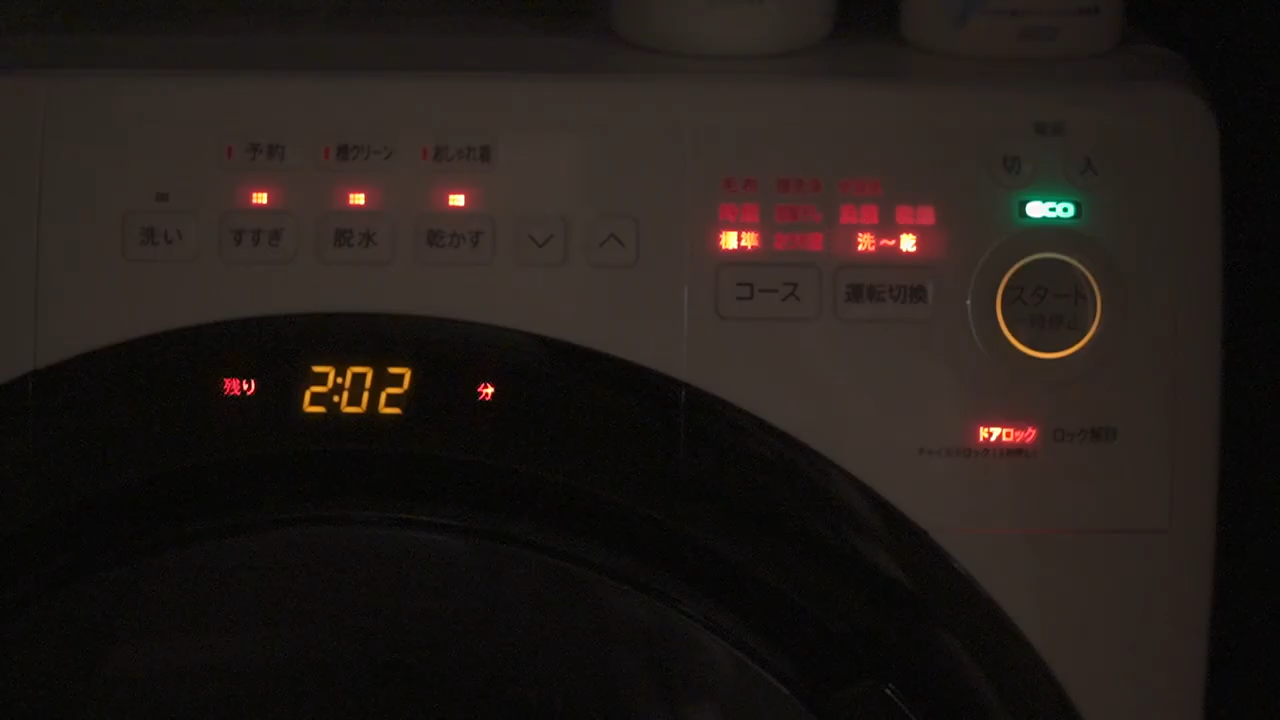 予約 槽クリーン おしゃれ着
洗い すすぎ 脱水 乾かす
残り 2:02 分
毛布
標準 洗～乾
コース 運転切換
電源
切 入
eco
スタート
一時停止
ドアロック ロック解除